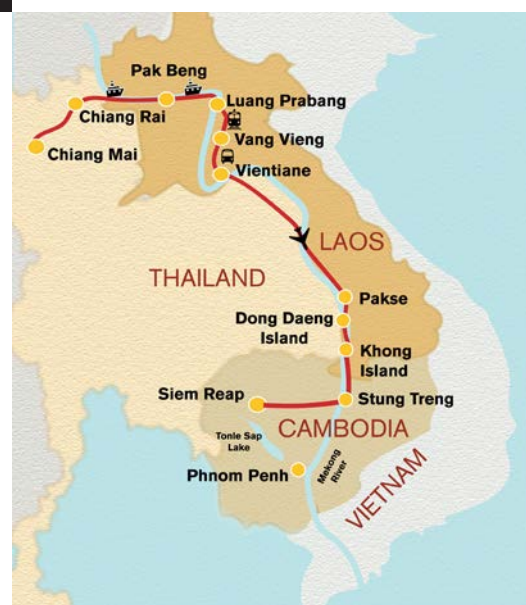 Pak Beng
Luang Prabang
Chiang Rai
Vang Vieng
Chiang Mai
Vientiane
LAOS
THAILAND
Pakse
Dong Daeng
Island
Khong
Island
Siem Reap
Stung Treng
CAMBODIA
Tonle Sap
Lake
Phnom Penh
Mekong
River
VIETNAM